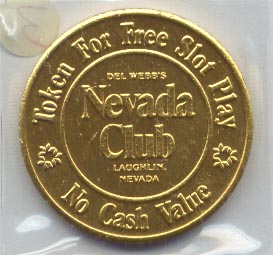 Token For Free Slot Play
DEL WEBB'S
Nevada
Club
LAUGHLIN,
NEVADA
No Cash Value